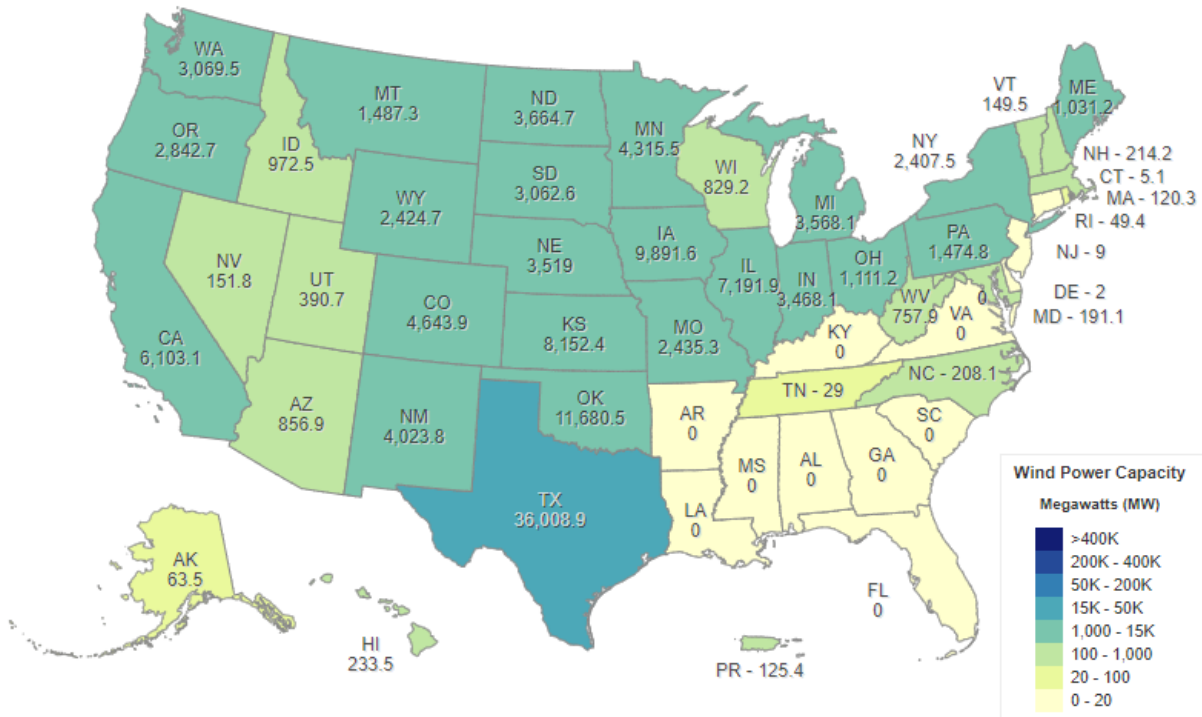 WA
3,069.5
MT
1,487.3
ND
3,664.7
MN
4,315.5
VT
149.5
ME
1,031.2
OR
2,842.7
ID
972.5
WY
2,424.7
SD
3,062.6
WI
829.2
MI
3,568.1
NY
2,407.5
NH - 214.2
CT - 5.1
MA - 120.3
RI - 49.4
NJ - 9
DE - 2
MD - 191.1
NV
151.8
UT
390.7
CO
4,643.9
NE
3,519
IA
9,891.6
IL
7,191.9
IN
3,468.1
OH
1,111.2
PA
1,474.8
WV
757.9
0
VA
0
CA
6,103.1
KS
8,152.4
MO
2,435.3
KY
0
NC - 208.1
TN - 29
AZ
856.9
NM
4,023.8
OK
11,680.5
AR
0
SC
0
MS
0
AL
0
GA
0
TX
36,008.9
LA
0
FL
0
AK
63.5
HI
233.5
PR - 125.4
Wind Power Capacity
Megawatts (MW)
>400K
200K - 400K
50K - 200K
15K - 50K
1,000 - 15K
100 - 1,000
20 - 100
0 - 20